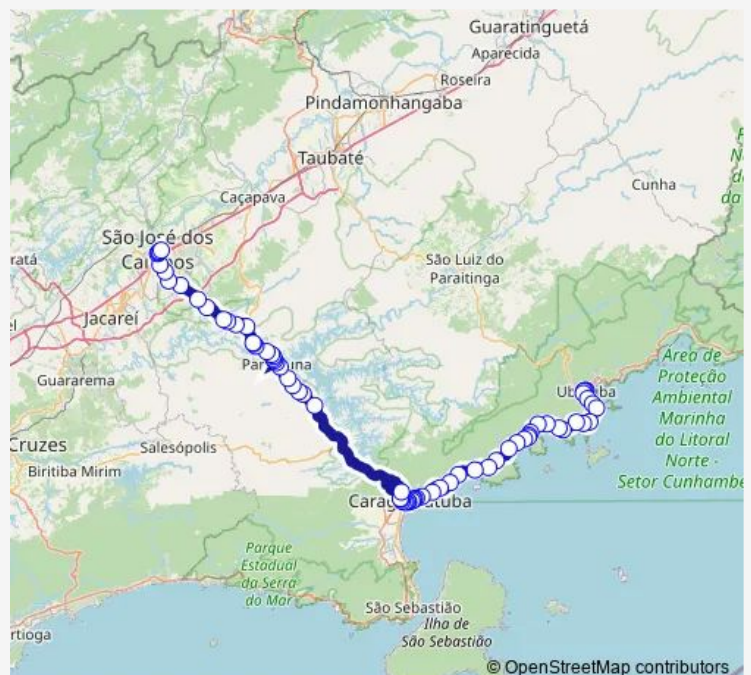 Guaratinguetá
Aparecida
Roseira
Pindamonhangaba
Taubaté
Cunha
Caçapava
São José dos
São Luiz do
Paraitinga
Jacareí
Guararema
Área de
Proteção
Ambiental
Marinha
do Litoral
Norte -
Setor Cunhambe
Cruzes
Salesópolis
Biritiba Mirim
Parque
Estadual
da Serra
do Mar
São Sebastião
Ilha de
São Sebastião
rtioga
© OpenStreetMap contributors